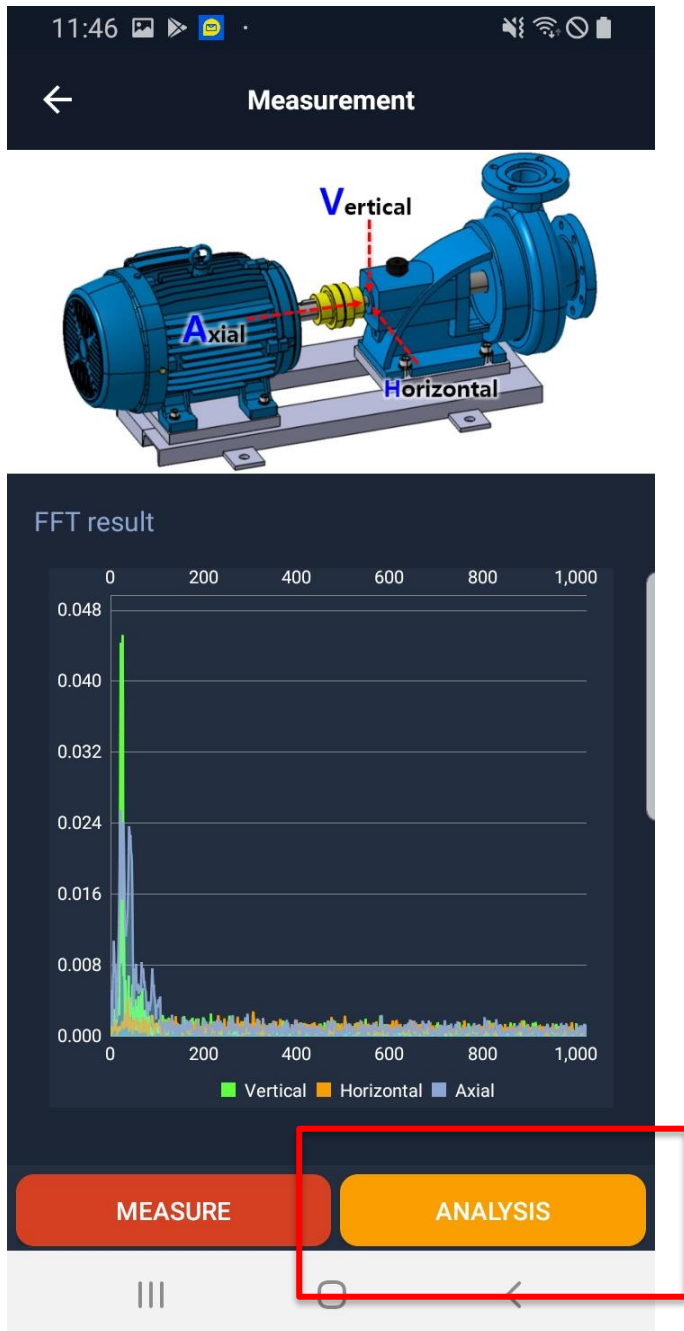 11:46
Measurement
Vertical
Axial
Horizontal
FFT result
0 200 400 600 800 1,000
0.048
0.040
0.032
0.024
0.016
0.008
0.000
0 200 400 600 800 1,000
Vertical Horizontal Axial
MEASURE ANALYSIS